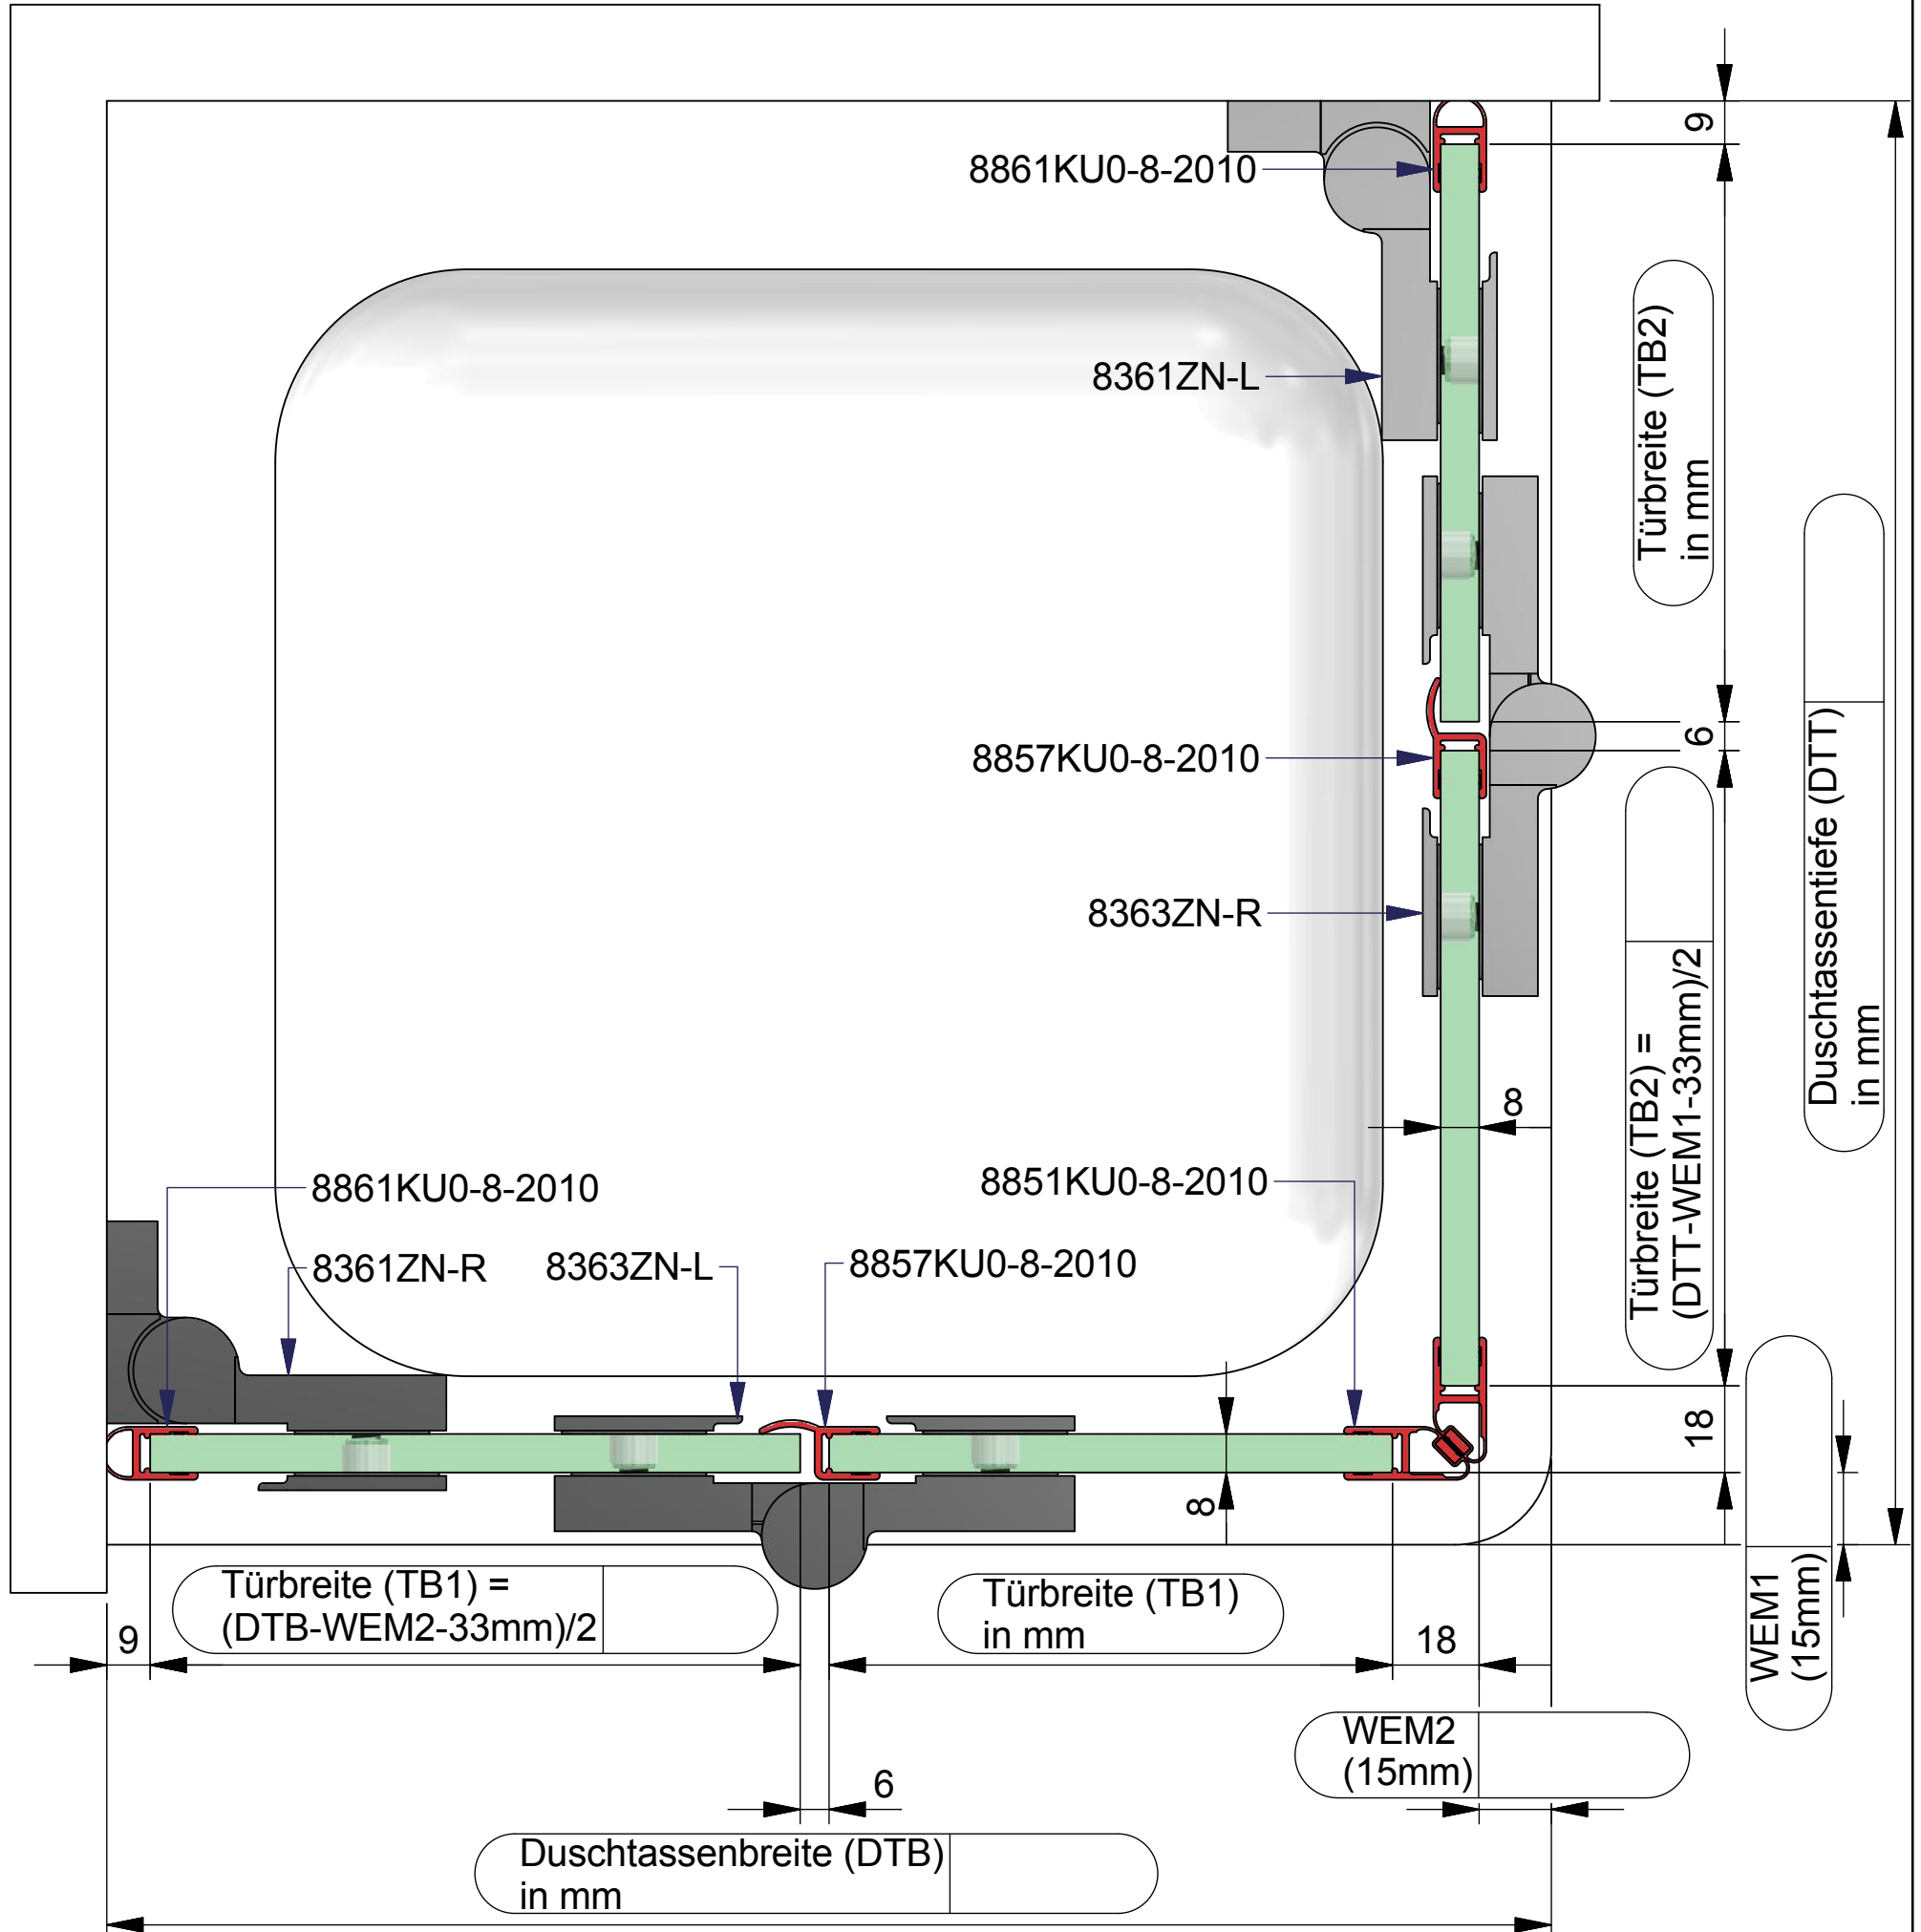 9
8861KU0-8-2010
Türbreite (TB2)
in mm
8361ZN-L
6
8857KU0-8-2010
Duschtassentiefe (DTT)
in mm
8363ZN-R
Türbreite (TB2) =
(DTT-WEM1-33mm)/2
8
8861KU0-8-2010
8851KU0-8-2010
8361ZN-R
8363ZN-L
8857KU0-8-2010
18
8
WEM1
(15mm)
Türbreite (TB1) =
(DTB-WEM2-33mm)/2
Türbreite (TB1)
in mm
9
18
WEM2
(15mm)
6
Duschtassenbreite (DTB)
in mm